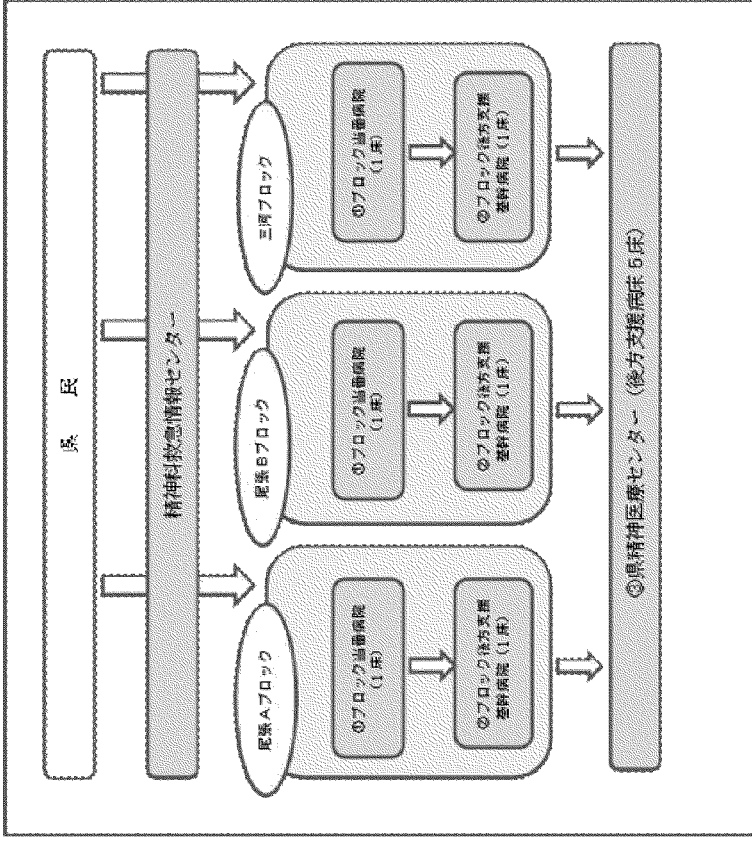 県　民
精神科救急情報センター
尾張Aブロック
①ブロック当番病院
（1床）
②ブロック後方支援
基幹病院（1床）
尾張Bブロック
①ブロック当番病院
（1床）
②ブロック後方支援
基幹病院（1床）
三河ブロック
①ブロック当番病院
（1床）
②ブロック後方支援
基幹病院（1床）
③県精神医療センター（後方支援病床5床）